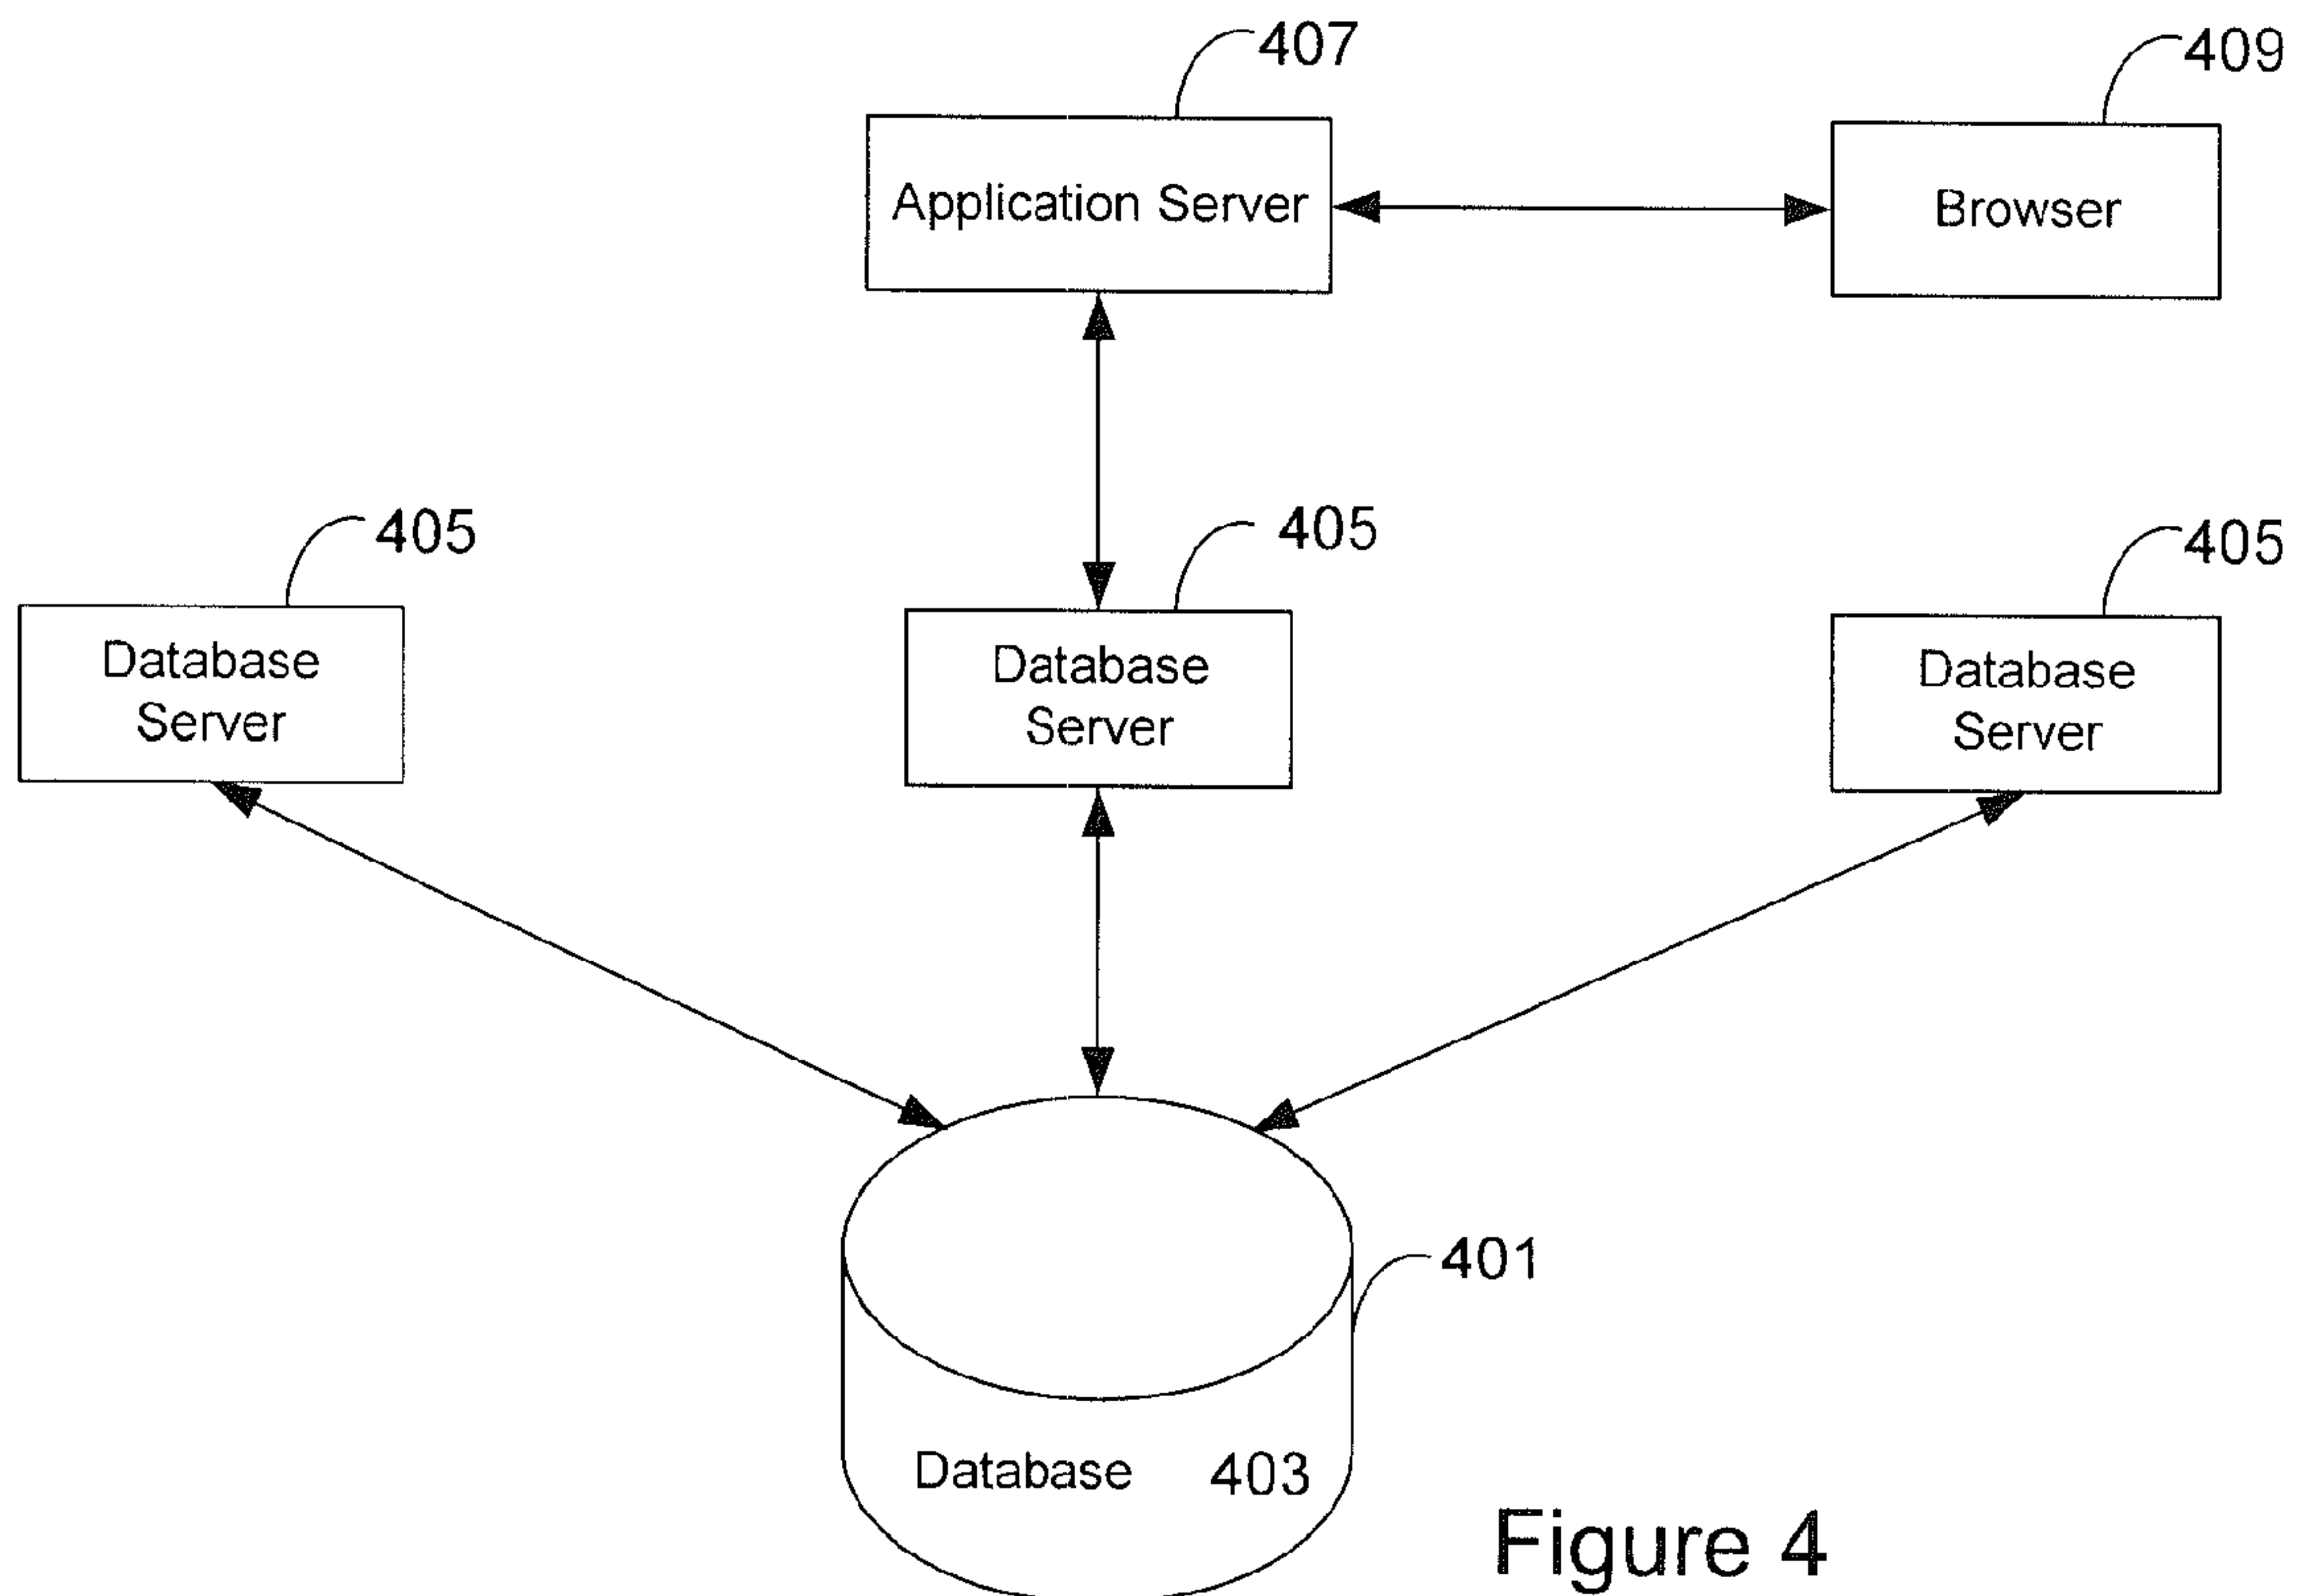 407
409
Application Server
Browser
405
405
405
Database
Server
Database
Server
Database
Server
401
Database 403
Figure 4